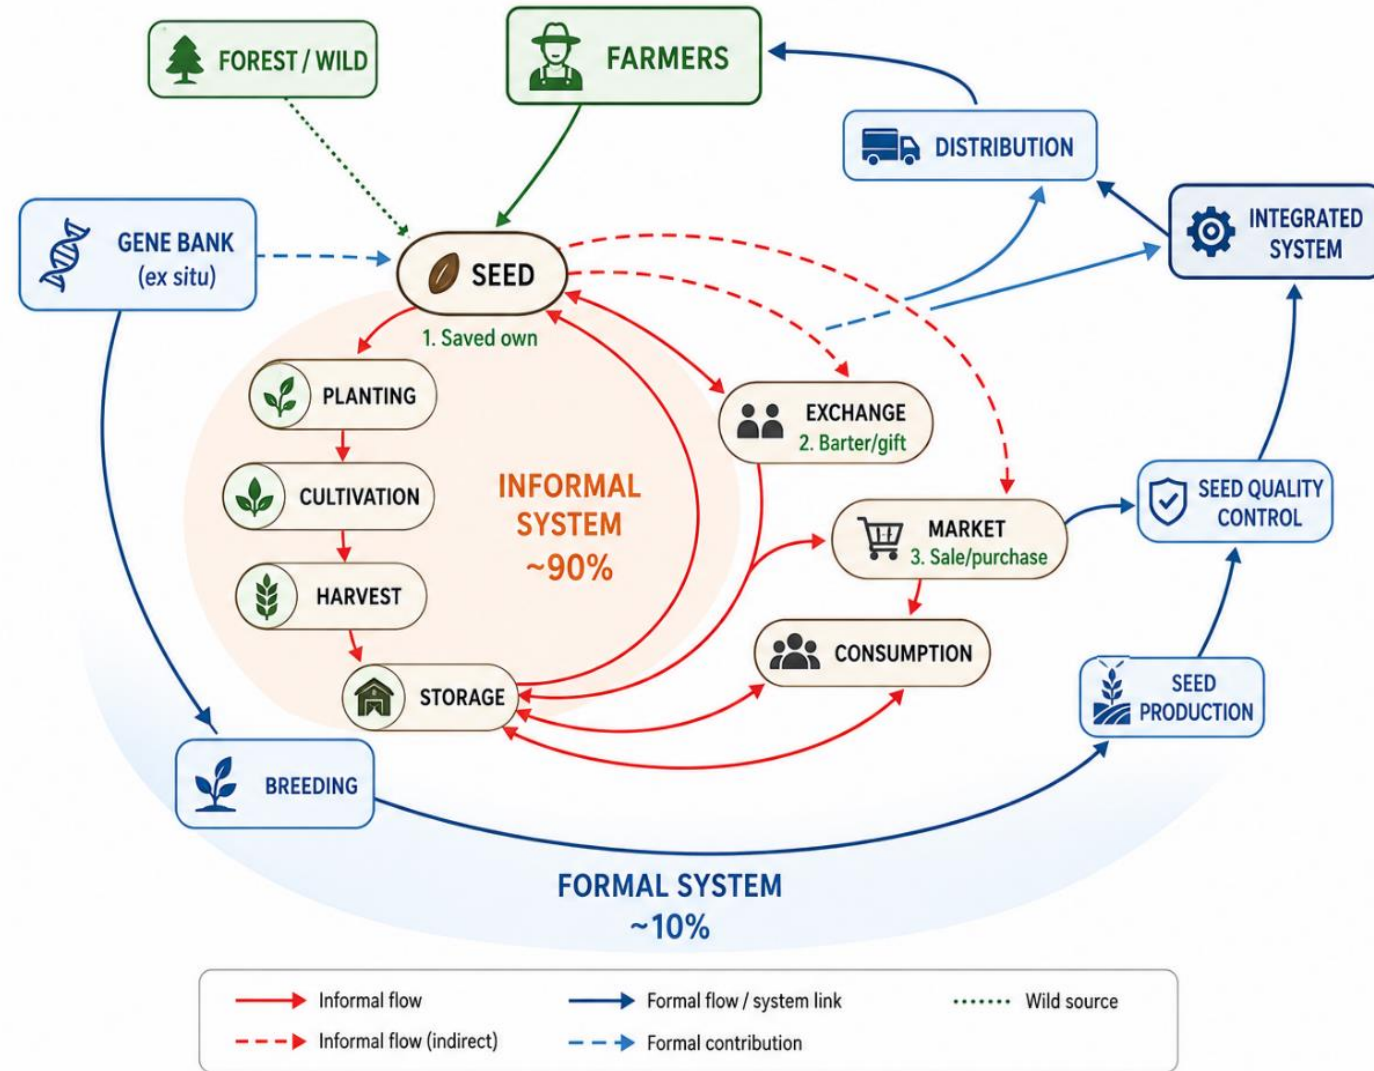 FOREST / WILD
FARMERS
DISTRIBUTION
GENE BANK
(ex situ)
INTEGRATED
SYSTEM
SEED
1. Saved own
PLANTING
EXCHANGE
2. Barter/gift
CULTIVATION
INFORMAL
SYSTEM
~90%
SEED QUALITY
CONTROL
MARKET
3. Sale/purchase
HARVEST
CONSUMPTION
STORAGE
SEED
PRODUCTION
BREEDING
FORMAL SYSTEM
~10%
Informal flow
Formal flow / system link
Wild source
Informal flow (indirect)
Formal contribution